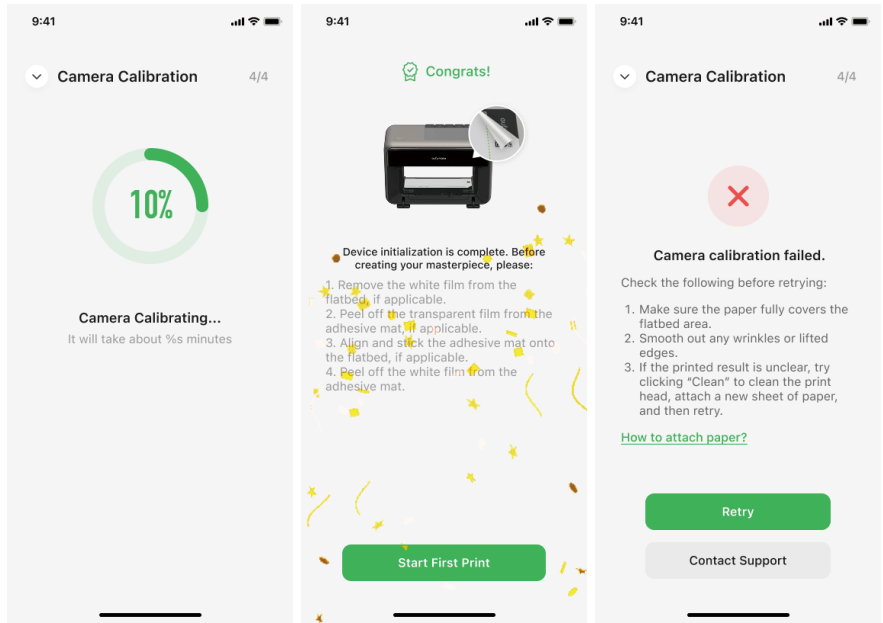 9:41
Camera Calibration
4/4
10%
Camera Calibrating...
It will take about %s minutes
9:41
Congrats!
Device initialization is complete. Before
creating your masterpiece, please:
1. Remove the white film from the
flatbed, if applicable.
2. Peel off the transparent film from the
adhesive mat, if applicable.
3. Align and stick the adhesive mat onto
the flatbed, if applicable.
4. Peel off the white film from the
adhesive mat.
Start First Print
9:41
Camera Calibration
4/4
Camera calibration failed.
Check the following before retrying:
1. Make sure the paper fully covers the
flatbed area.
2. Smooth out any wrinkles or lifted
edges.
3. If the printed result is unclear, try
clicking “Clean” to clean the print
head, attach a new sheet of paper,
and then retry.
How to attach paper?
Retry
Contact Support